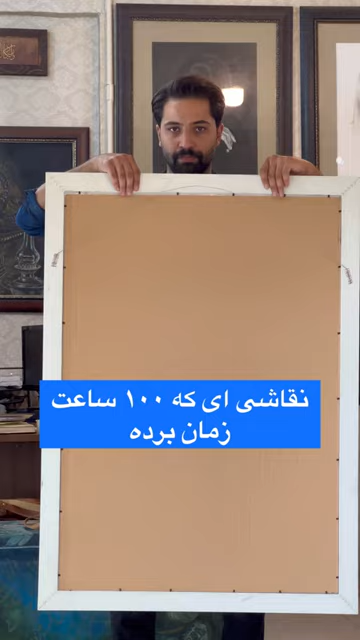 نقاشی ای که ۱۰۰ ساعت
زمان برده